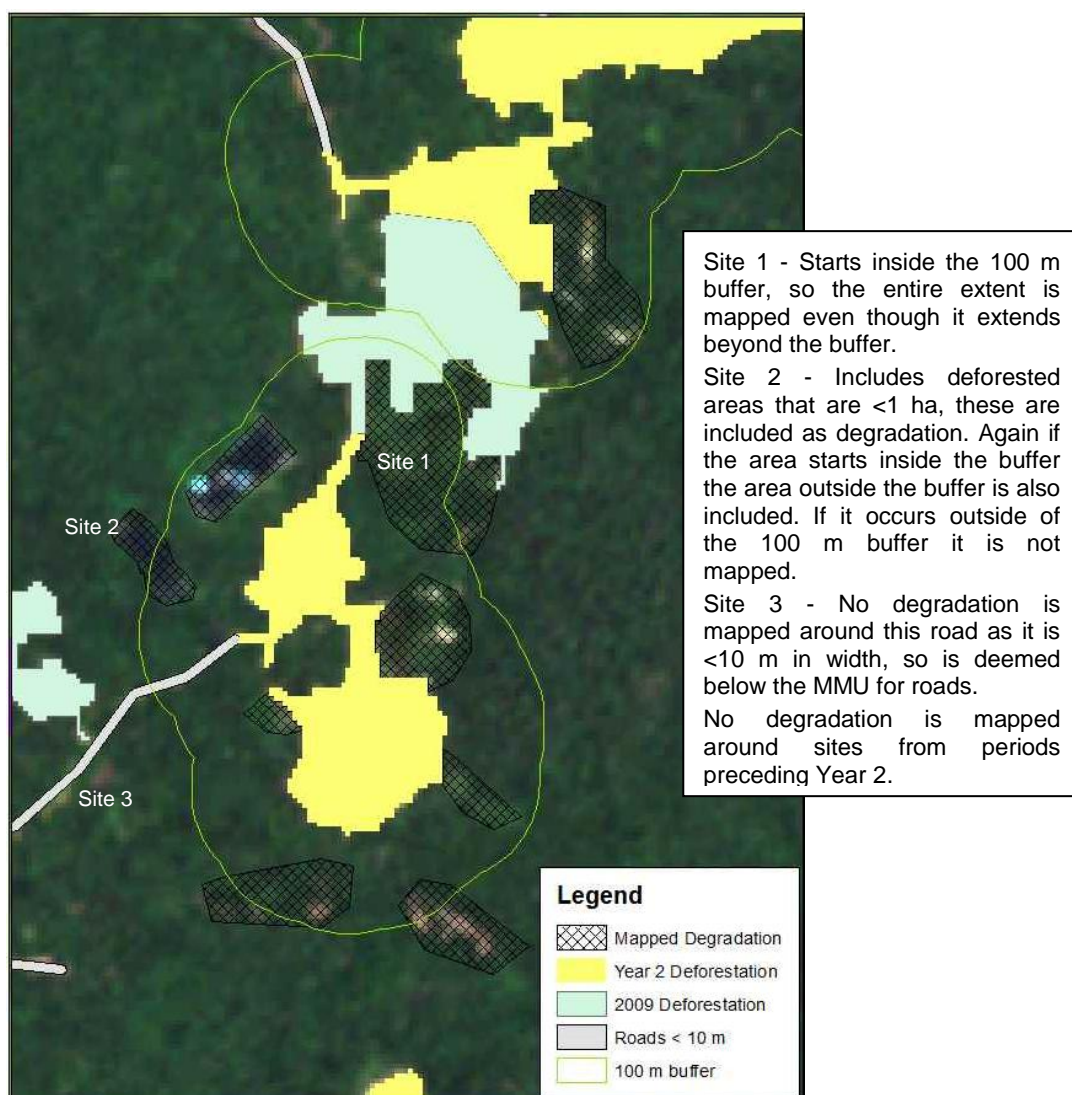 Site 1
Site 2
Site 3
Site 1 - Starts inside the 100 m
buffer, so the entire extent is
mapped even though it extends
beyond the buffer.
Site 2 - Includes deforested
areas that are <1 ha, these are
included as degradation. Again if
the area starts inside the buffer
the area outside the buffer is also
included. If it occurs outside of
the 100 m buffer it is not
mapped.
Site 3 - No degradation is
mapped around this road as it is
<10 m in width, so is deemed
below the MMU for roads.
No degradation is mapped
around sites from periods
preceding Year 2.
Legend
Mapped Degradation
Year 2 Deforestation
2009 Deforestation
Roads < 10 m
100 m buffer